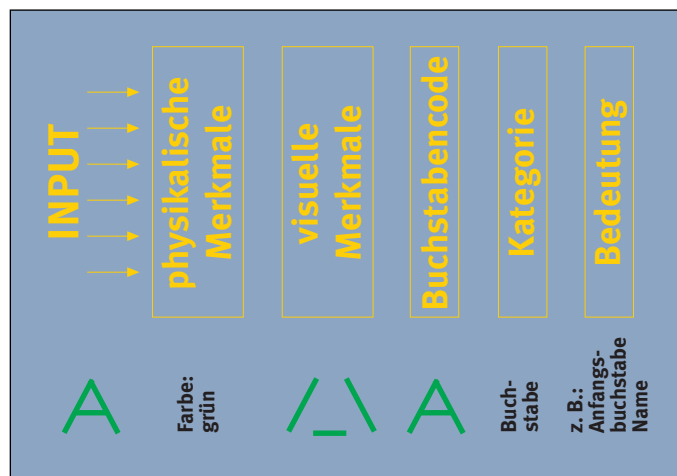 INPUT
A
physikalische
Merkmale
Farbe:
grün
visuelle
Merkmale
/_\
Buchstabencode
A
Kategorie
Buch-
stabe
Bedeutung
z. B.:
Anfangs-
buchstabe
Name